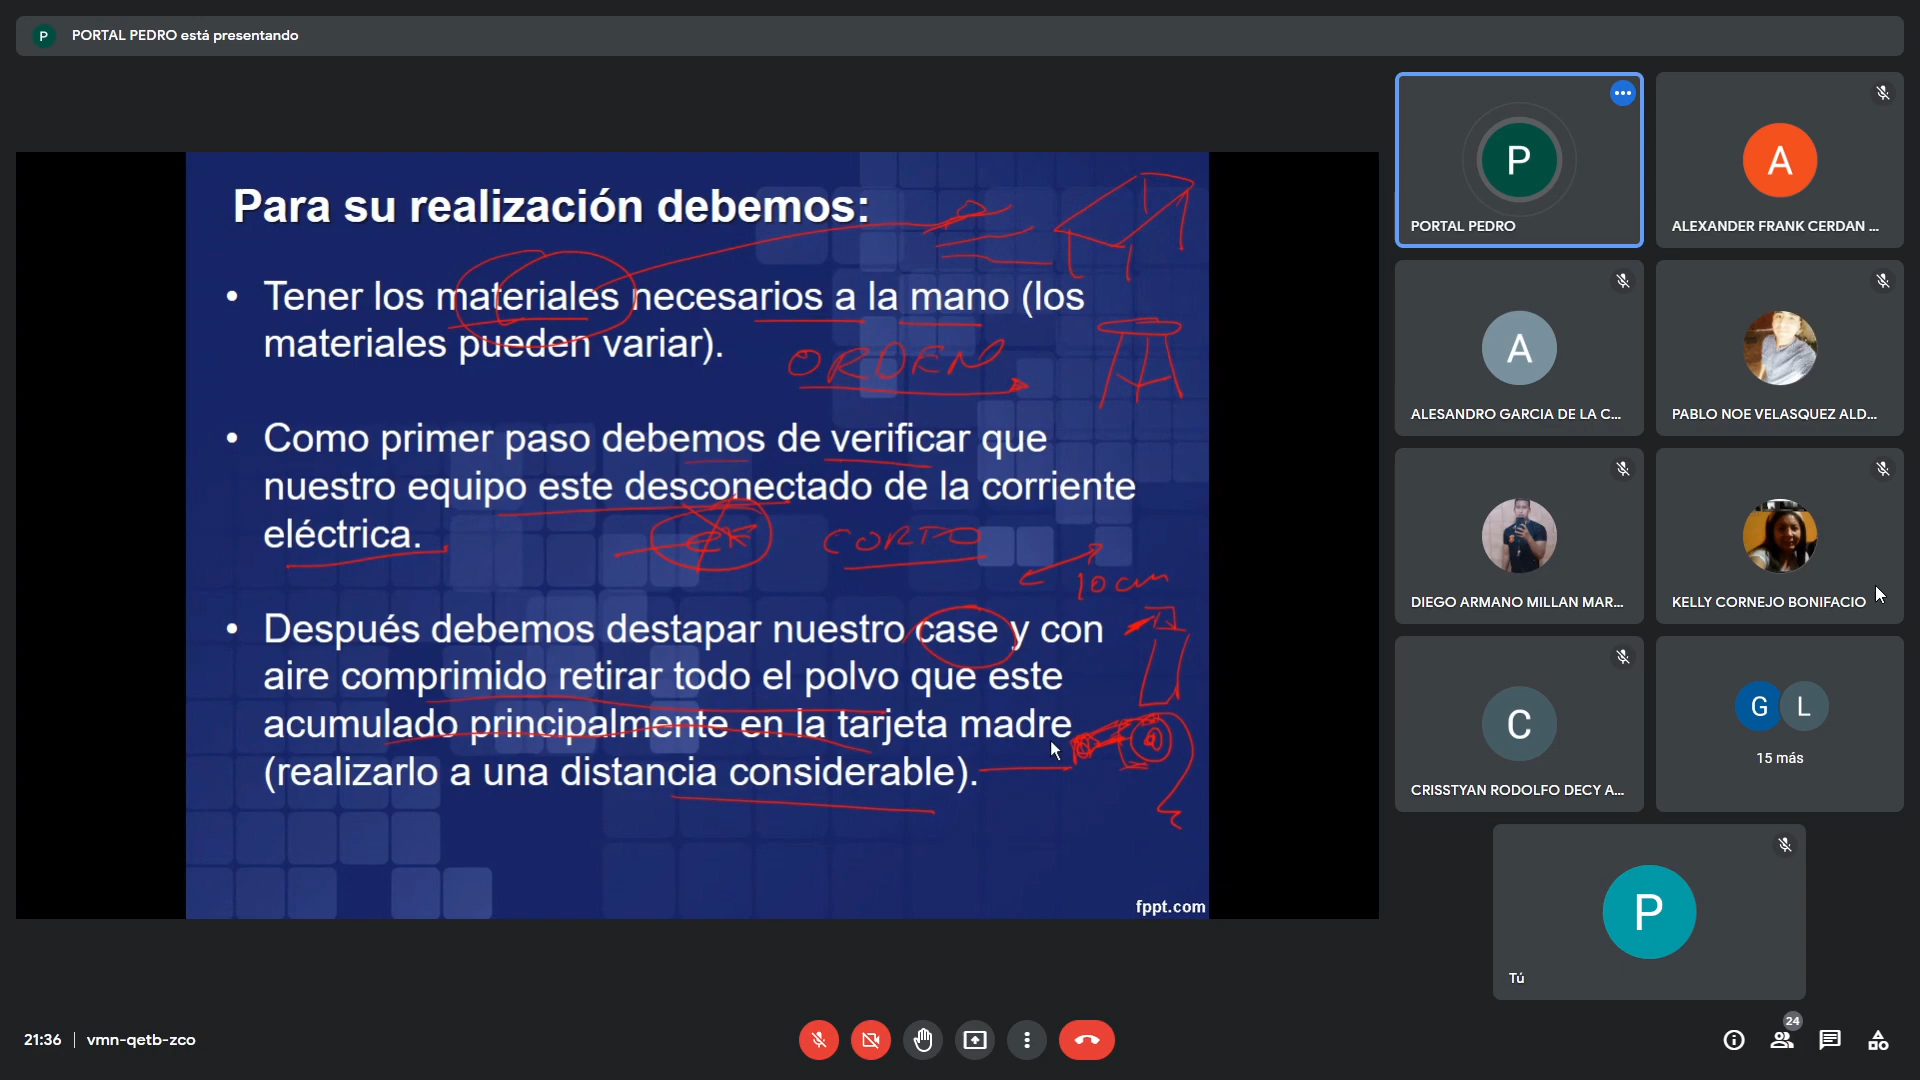 P PORTAL PEDRO está presentando
Para su realización debemos:
• Tener los materiales necesarios a la mano (los
materiales pueden variar).
ORDEN
• Como primer paso debemos de verificar que
nuestro equipo este desconectado de la corriente
eléctrica.
CORTO
10 cm
• Después debemos destapar nuestro case y con
aire comprimido retirar todo el polvo que este
acumulado principalmente en la tarjeta madre
(realizarlo a una distancia considerable).
fppt.com
P
PORTAL PEDRO
A
ALEXANDER FRANK CERDAN ...
A
ALESANDRO GARCIA DE LA C...
PABLO NOE VELASQUEZ ALD...
DIEGO ARMANO MILLAN MAR...
KELLY CORNEJO BONIFACIO
C
CRISSTYAN RODOLFO DECY A...
G L
15 más
P
Tú
21:36 | vmn-qetb-zco
24